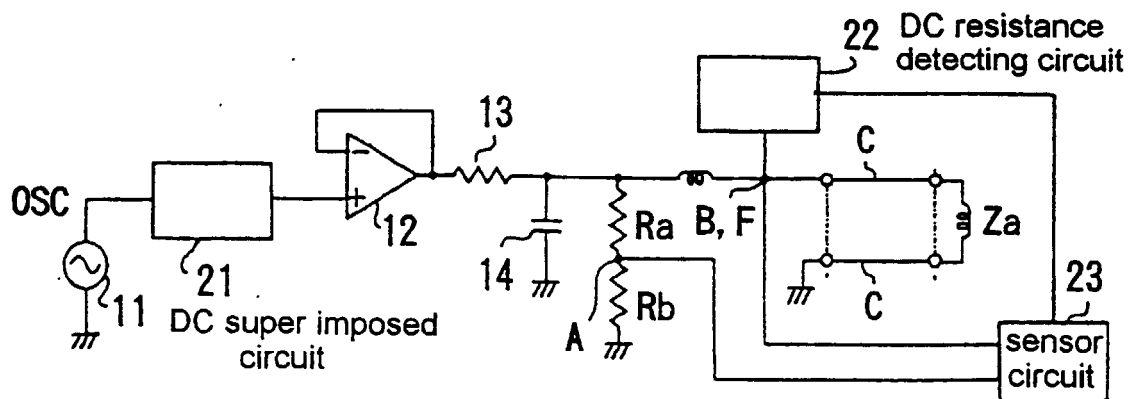 22
DC resistance
detecting circuit
13
C
OSC
-
+
12
Ra
B, F
Za
21
14
11
DC super imposed
circuit
A
Rb
C
23
sensor
circuit